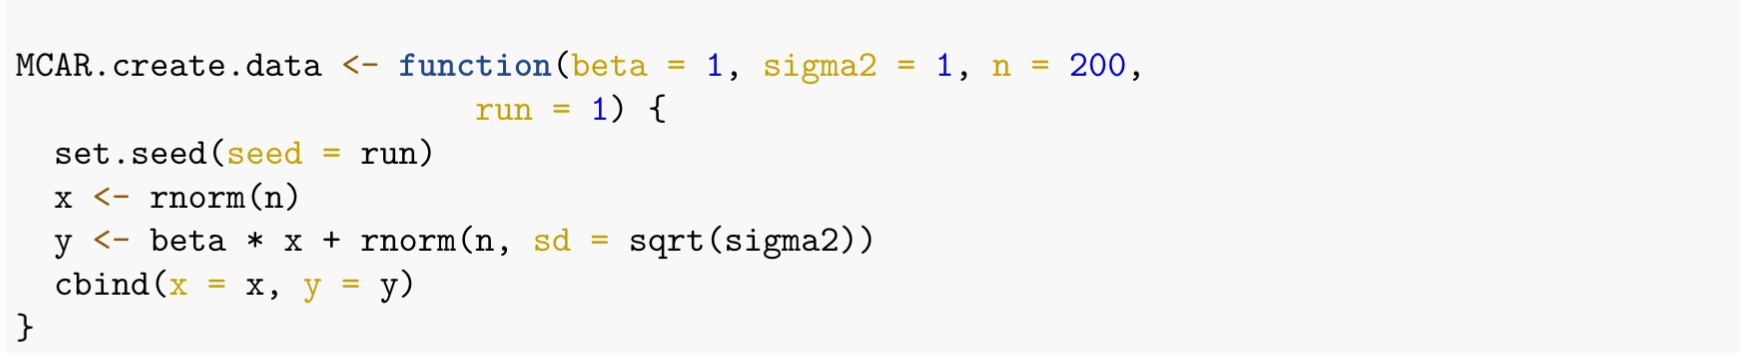 MCAR.create.data <- function(beta = 1, sigma2 = 1, n = 200,
                        run = 1) {
  set.seed(seed = run)
  x <- rnorm(n)
  y <- beta * x + rnorm(n, sd = sqrt(sigma2))
  cbind(x = x, y = y)
}